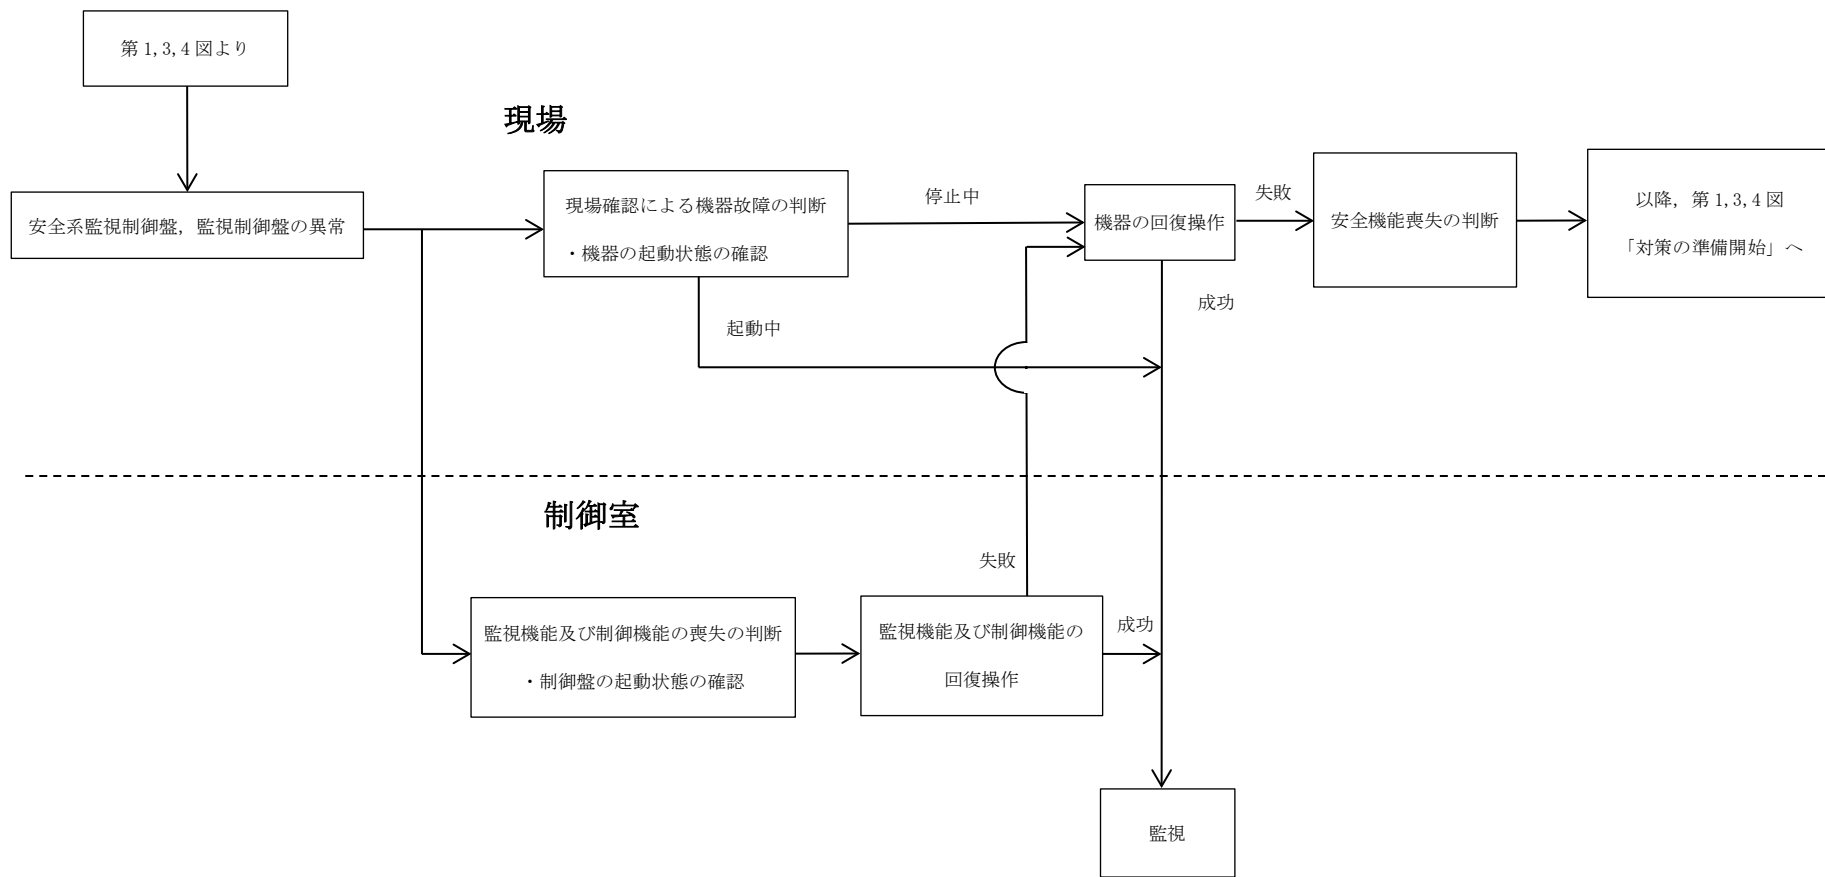 第1,3,4図より
現場
安全系監視制御盤，監視制御盤の異常
現場確認による機器故障の判断
・機器の起動状態の確認
停止中
起動中
機器の回復操作
失敗
成功
安全機能喪失の判断
以降，第1,3,4図
「対策の準備開始」へ
制御室
監視機能及び制御機能の喪失の判断
・制御盤の起動状態の確認
失敗
監視機能及び制御機能の
回復操作
成功
監視